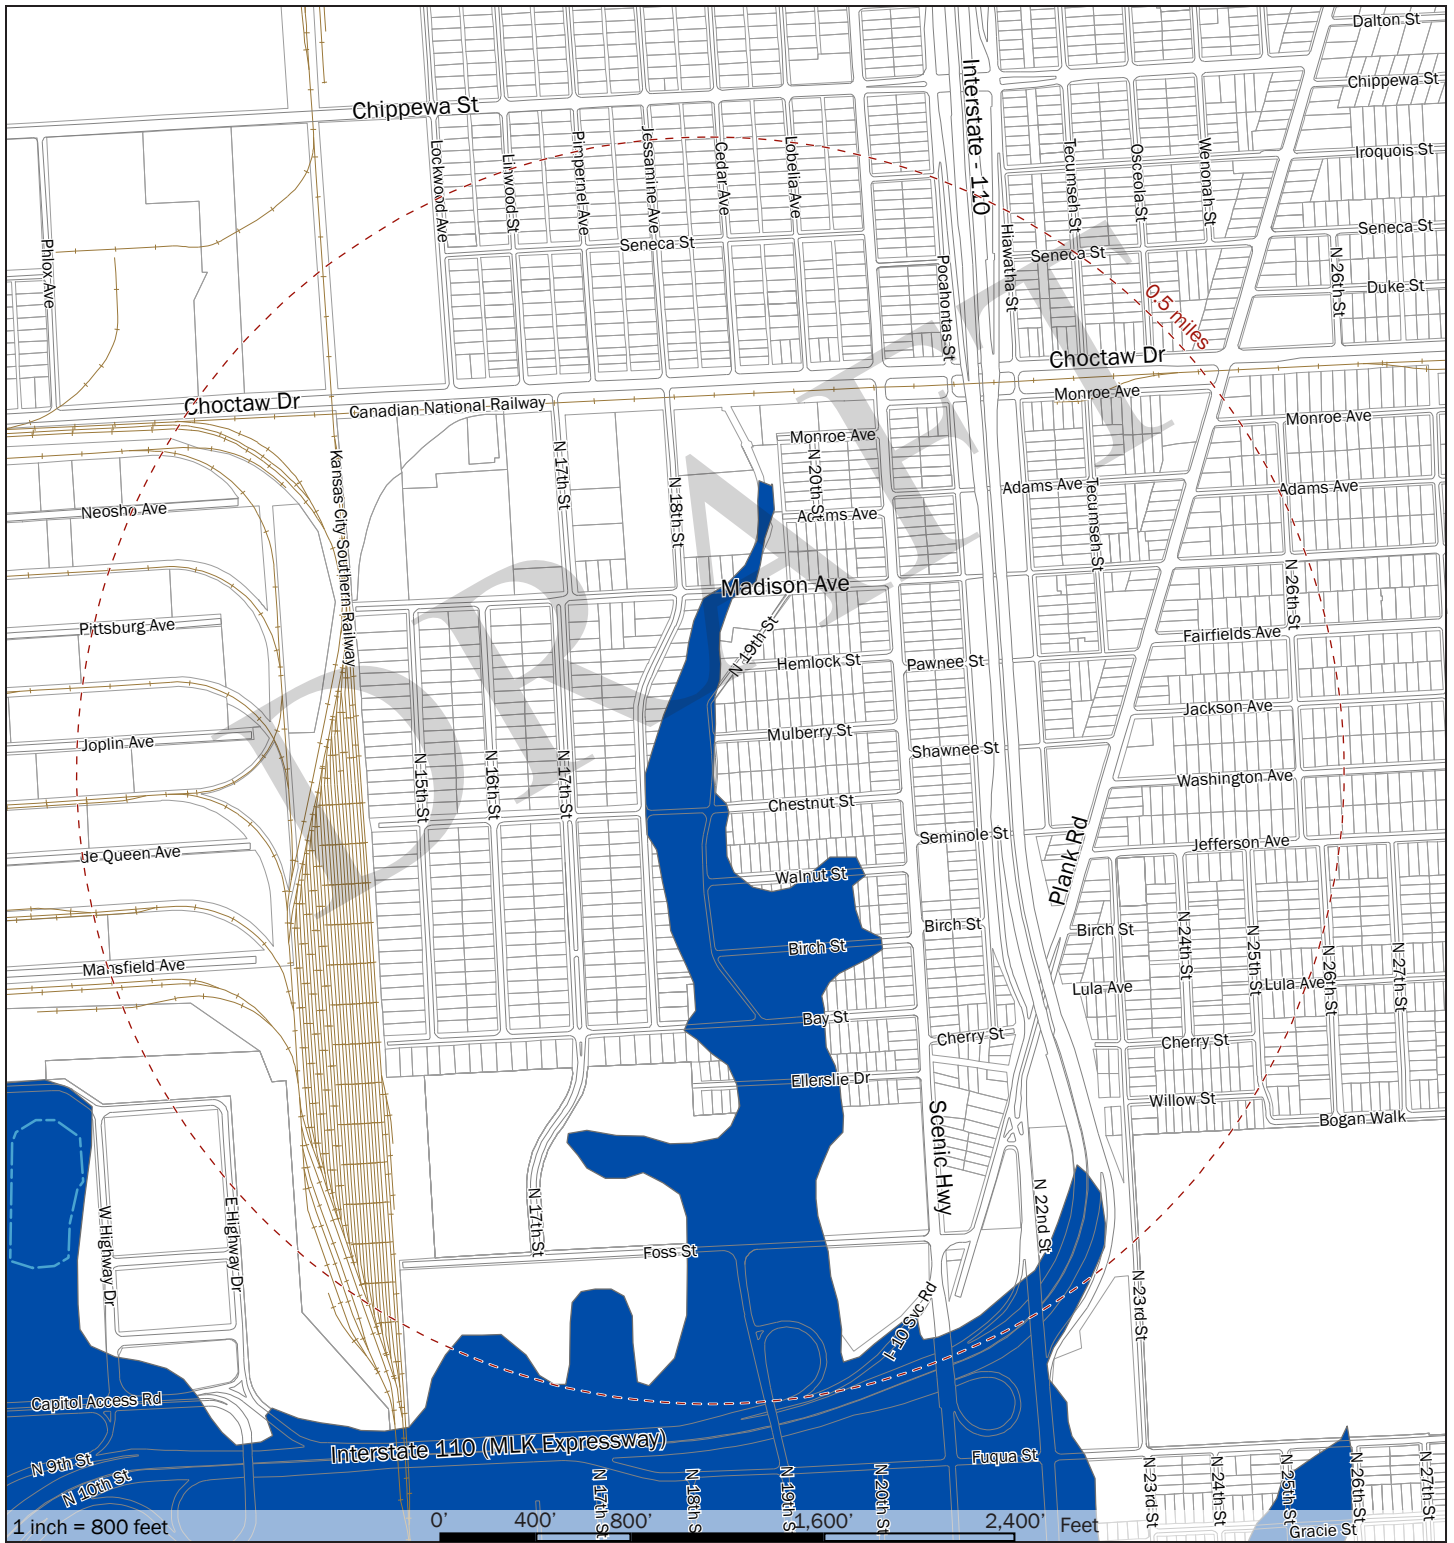 Dalton St
Chippewa St
Chippewa St
Interstate - 110
Iroquois St
Lockwood Ave
Linwood St
Pimpernel Ave
Jessamine Ave
Cedar Ave
Lobelia Ave
Tecumseh St
Osceola St
Wenonah St
Seneca St
Seneca St
Seneca St
Phlox Ave
Pocahontas St
Hiawatha St
N 26th St
Duke St
0.5 miles
Choctaw Dr
Choctaw Dr
Canadian National Railway
Monroe Ave
Monroe Ave
Monroe Ave
Kansas City Southern Railway
N 17th St
N 18th St
N 20th St
Adams Ave
Adams Ave
Adams Ave
Tecumseh St
Neosho Ave
DRAFT
Madison Ave
N 26th St
Pittsburg Ave
N 19th St
Hemlock St
Pawnee St
Fairfields Ave
Jackson Ave
Joplin Ave
Mulberry St
Shawnee St
N 15th St
N 16th St
N 17th St
Washington Ave
Chestnut St
Seminole St
Plank Rd
Jefferson Ave
de Queen Ave
Walnut St
Birch St
Birch St
Birch St
N 24th St
N 25th St
N 26th St
N 27th St
Mansfield Ave
Lula Ave
Lula Ave
Bay St
Cherry St
Cherry St
Ellerslie Dr
Willow St
Bogan Walk
Scenic Hwy
W Highway Dr
E Highway Dr
N 17th St
N 22nd St
Foss St
N 23rd St
I- 10 Svc Rd
Capitol Access Rd
Interstate 110 (MLK Expressway)
N 9th St
N 10th St
Fuqua St
N 17th St
N 18th S
N 19th S
N 20th St
N 23rd St
N 24th St
N 25th St
N 26th St
N 27th St
Gracie St
1 inch = 800 feet
0’ 400’ 800’ 1,600’ 2,400’ Feet